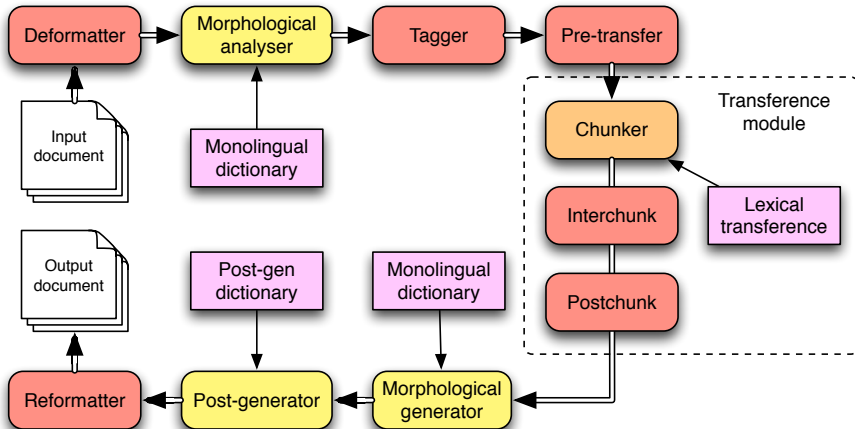 Deformatter
Morphological
analyser
Tagger
Pre-transfer
Input
document
Monolingual
dictionary
Transference
module
Chunker
Interchunk
Lexical
transference
Postchunk
Output
document
Post-gen
dictionary
Monolingual
dictionary
Reformatter
Post-generator
Morphological
generator